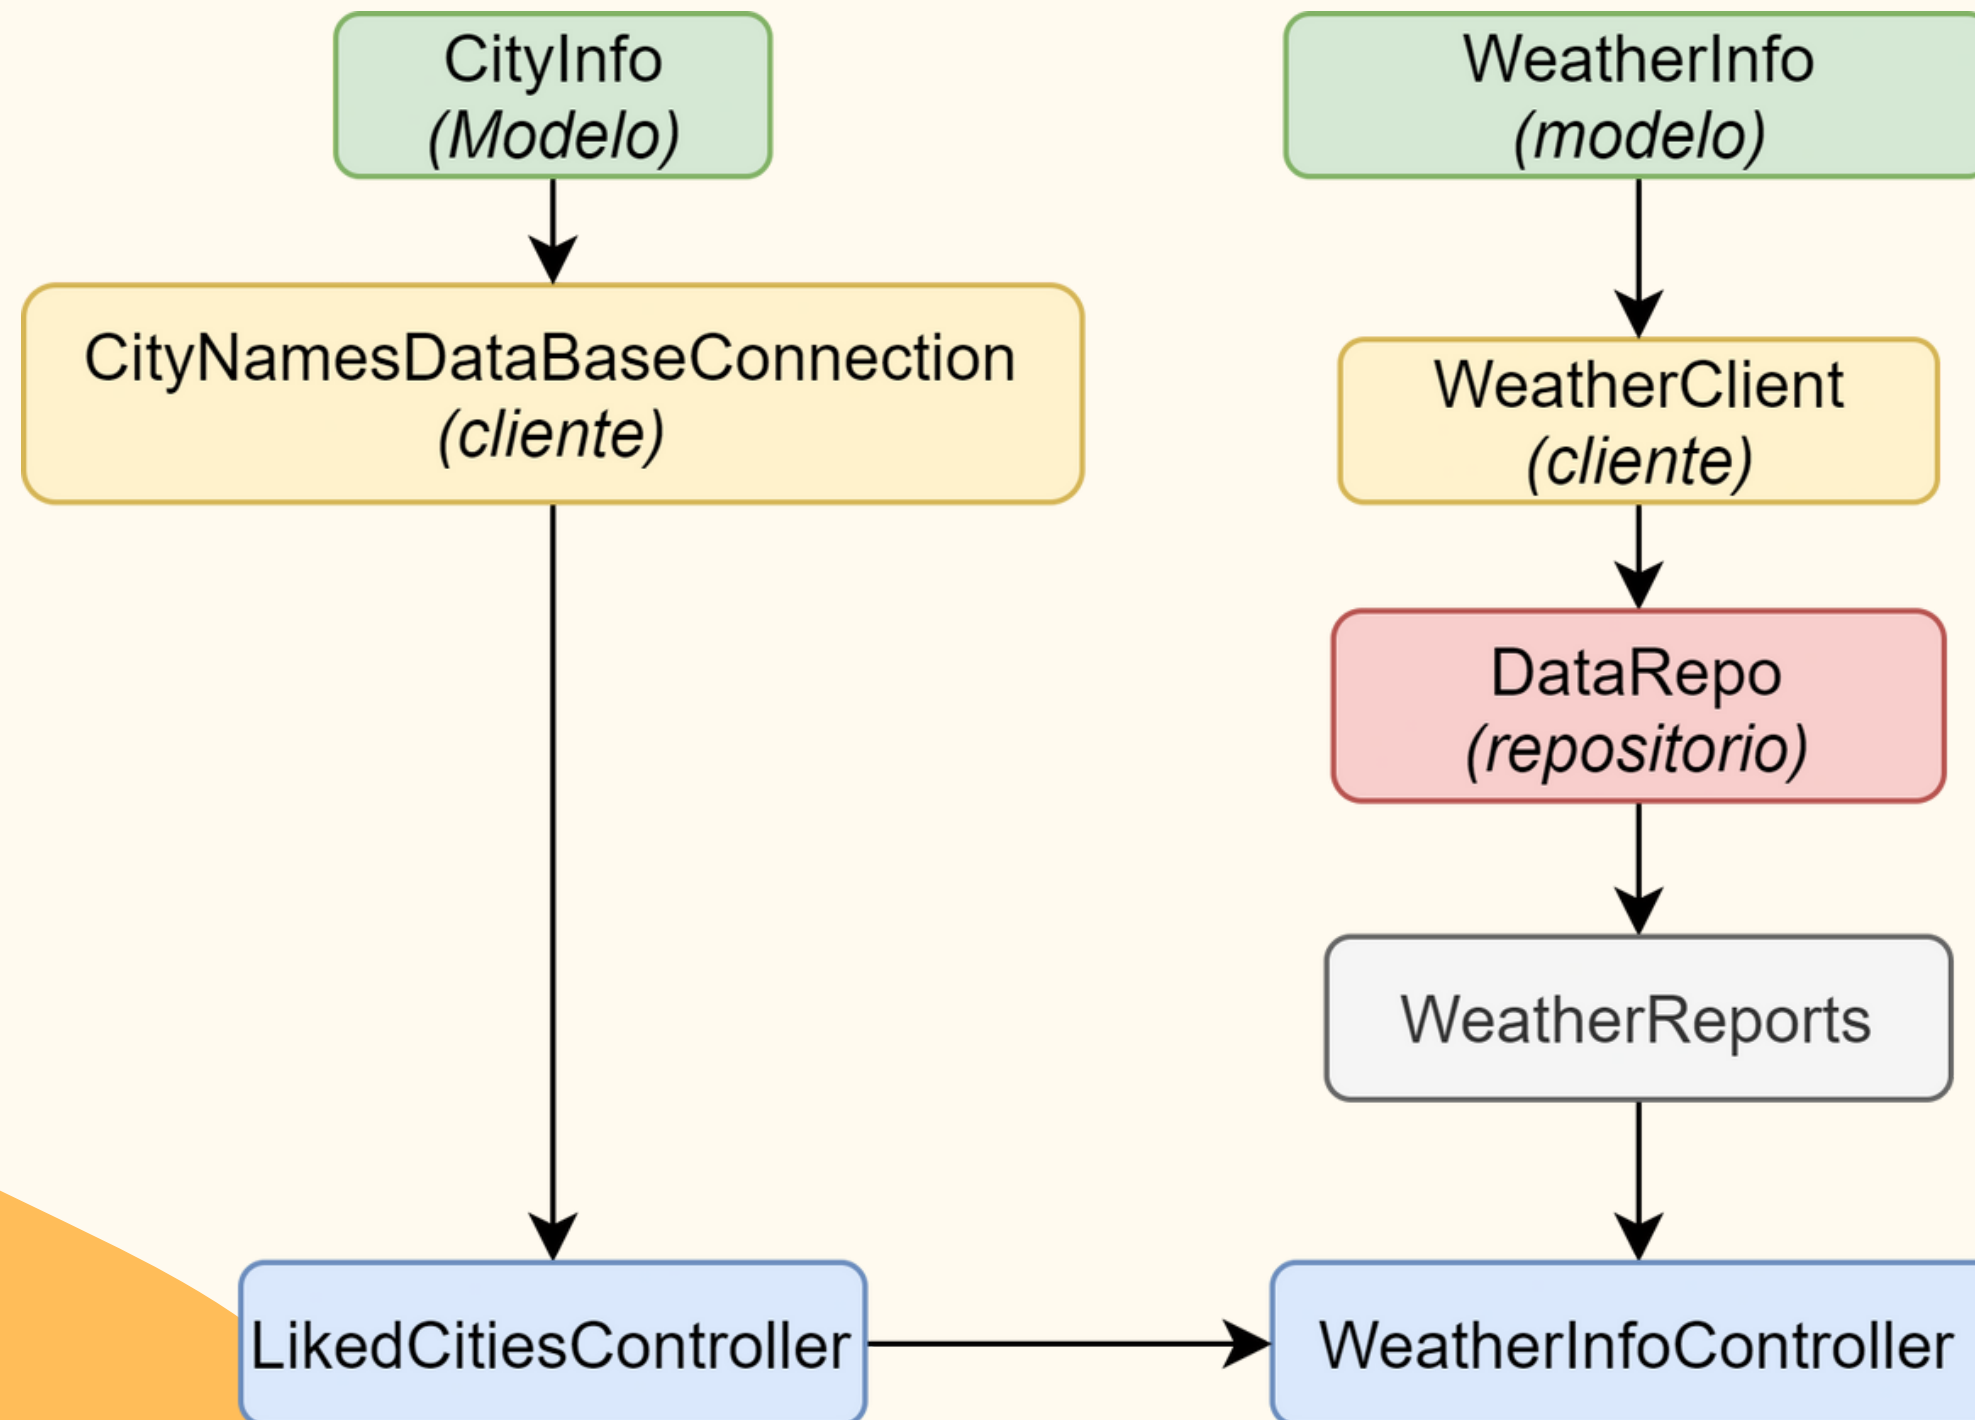 CityInfo
(Modelo)
CityNamesDataBaseConnection
(cliente)
LikedCitiesController
WeatherInfo
(modelo)
WeatherClient
(cliente)
DataRepo
(repositorio)
WeatherReports
WeatherInfoController